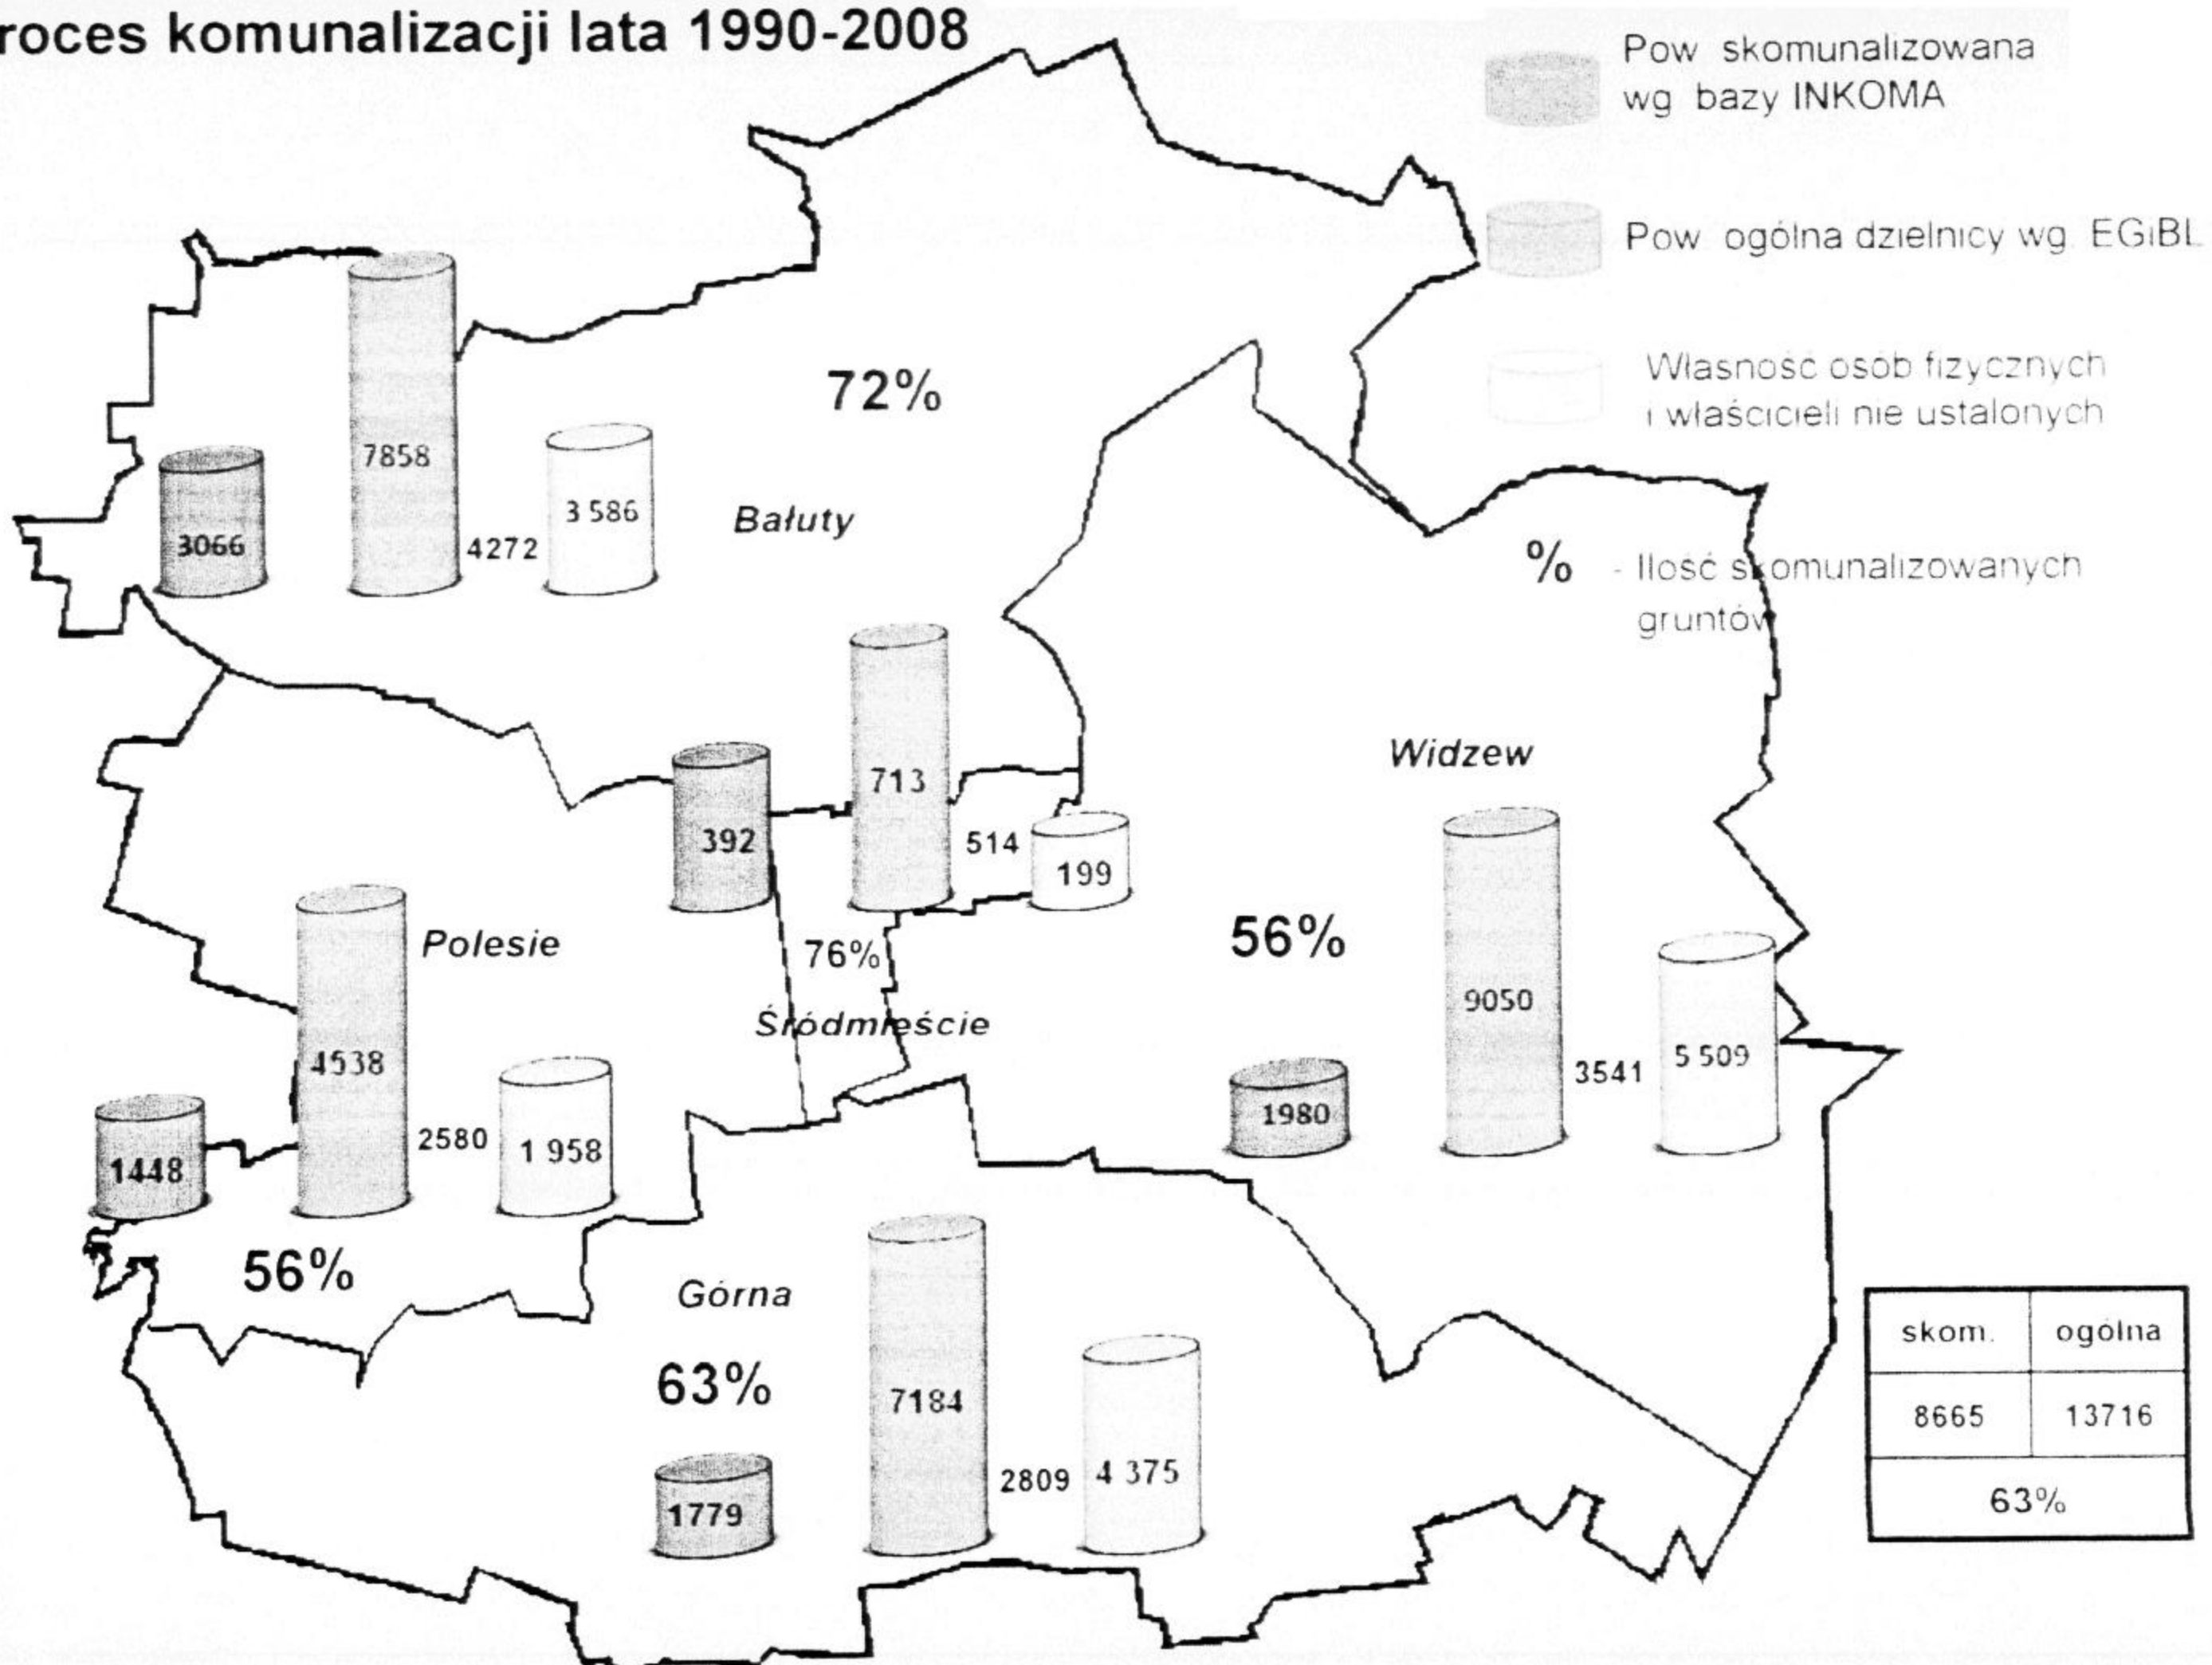 roces komunalizacji lata 1990-2008
Pow skomunalizowana
wg bazy INKOMA
Pow ogólna dzielnicy wg. EGiBL
Własność osób fizycznych
i właścicieli nie ustalonych
% - Ilość skomunalizowanych
gruntów
72%
7858
3066
4272
3 586
Bałuty
392
713
514
199
76%
Śródmieście
Widzew
56%
9050
1980
3541
5 509
Polesie
4538
1448
2580
1 958
56%
Górna
63%
7184
1779
2809
4 375
skom. ogólna
8665 13716
63%